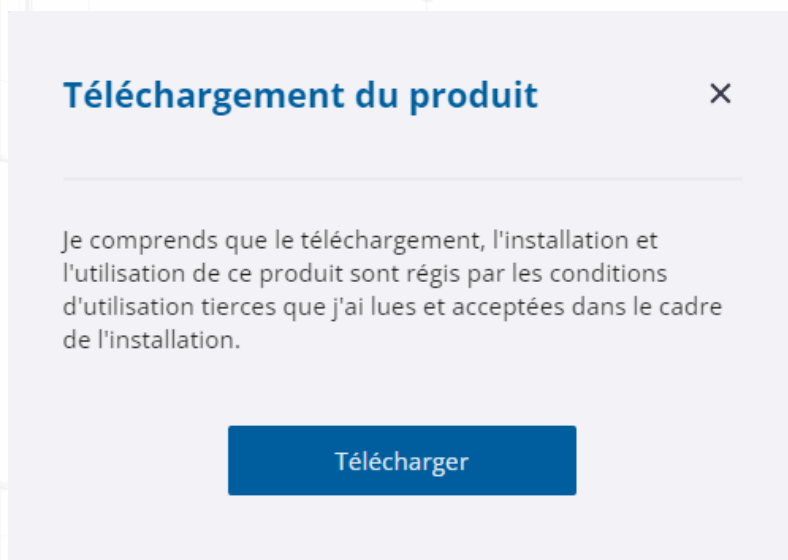 Téléchargement du produit
Je comprends que le téléchargement, l'installation et
l'utilisation de ce produit sont régis par les conditions
d'utilisation tierces que j'ai lues et acceptées dans le cadre
de l'installation.
Télécharger